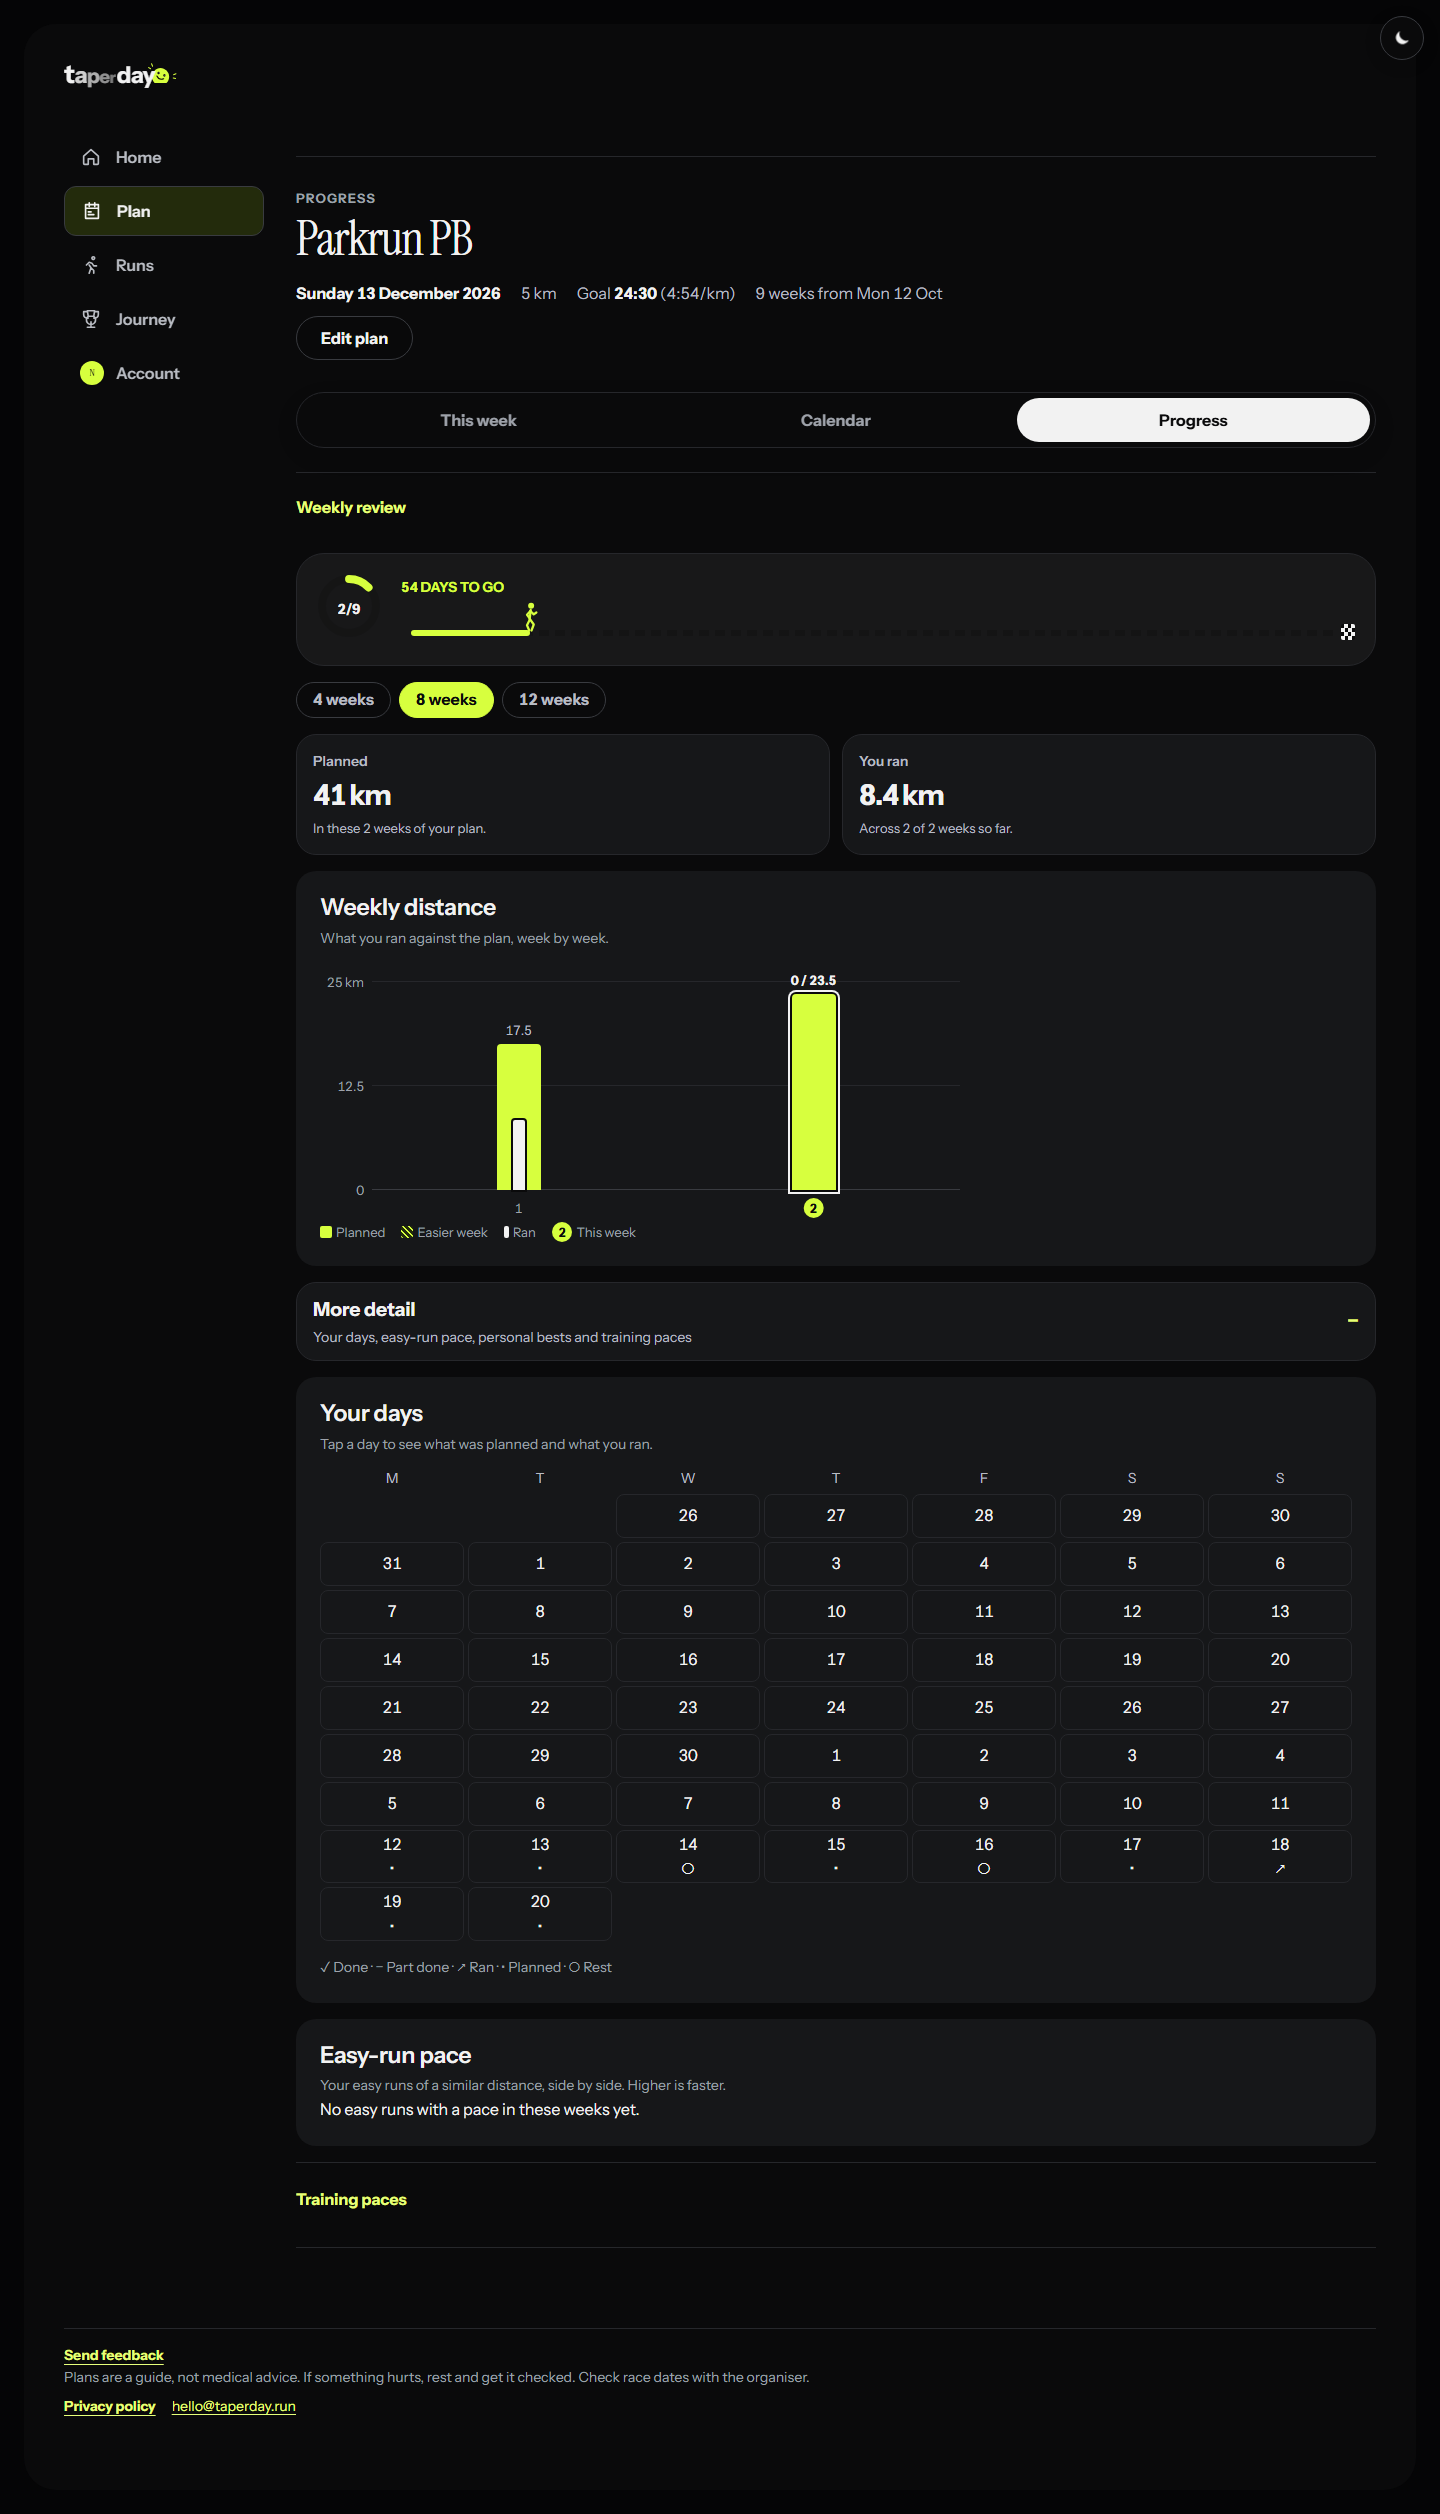 taperday
Home
Plan
Runs
Journey
N Account
PROGRESS
Parkrun PB
Sunday 13 December 2026 5 km Goal 24:30 (4:54/km) 9 weeks from Mon 12 Oct
Edit plan
This week Calendar Progress
Weekly review
2/9
54 DAYS TO GO
4 weeks 8 weeks 12 weeks
Planned
41 km
In these 2 weeks of your plan.
You ran
8.4 km
Across 2 of 2 weeks so far.
Weekly distance
What you ran against the plan, week by week.
25 km
12.5
0
17.5
0 / 23.5
1 2
Planned Easier week Ran 2 This week
More detail
Your days, easy-run pace, personal bests and training paces
–
Your days
Tap a day to see what was planned and what you ran.
M T W T F S S
26 27 28 29 30
31 1 2 3 4 5 6
7 8 9 10 11 12 13
14 15 16 17 18 19 20
21 22 23 24 25 26 27
28 29 30 1 2 3 4
5 6 7 8 9 10 11
12 13 14 15 16 17 18
· · ○ · ○ · ↗
19 20
· ·
✓ Done · – Part done · ↗ Ran · · Planned · ○ Rest
Easy-run pace
Your easy runs of a similar distance, side by side. Higher is faster.
No easy runs with a pace in these weeks yet.
Training paces
Send feedback
Plans are a guide, not medical advice. If something hurts, rest and get it checked. Check race dates with the organiser.
Privacy policy hello@taperday.run